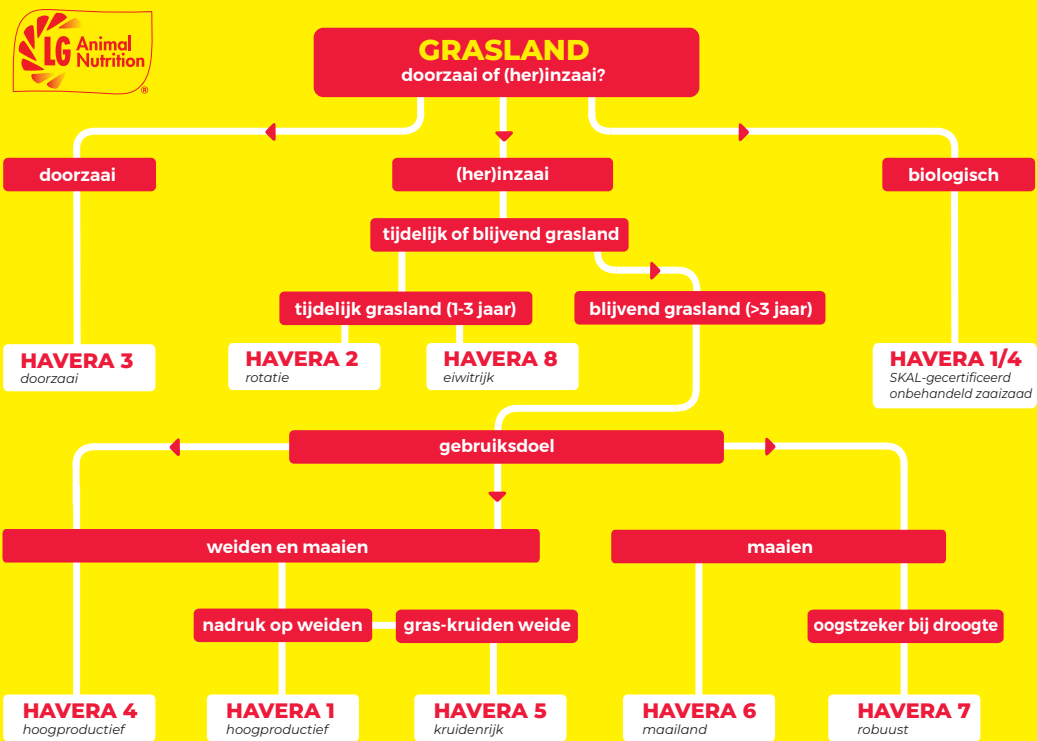 LG Animal
Nutrition
®
GRASLAND
doorzaai of (her)inzaai?
doorzaai
(her)inzaai
biologisch
tijdelijk of blijvend grasland
tijdelijk grasland (1-3 jaar)
blijvend grasland (>3 jaar)
HAVERA 3
doorzaai
HAVERA 2
rotatie
HAVERA 8
eiwitrijk
HAVERA 1/4
SKAL-gecertificeerd
onbehandeld zaaizaad
gebruiksdoel
weiden en maaien
maaien
nadruk op weiden
gras-kruiden weide
oogstzeker bij droogte
HAVERA 4
hoogproductief
HAVERA 1
hoogproductief
HAVERA 5
kruidenrijk
HAVERA 6
maailand
HAVERA 7
robuust